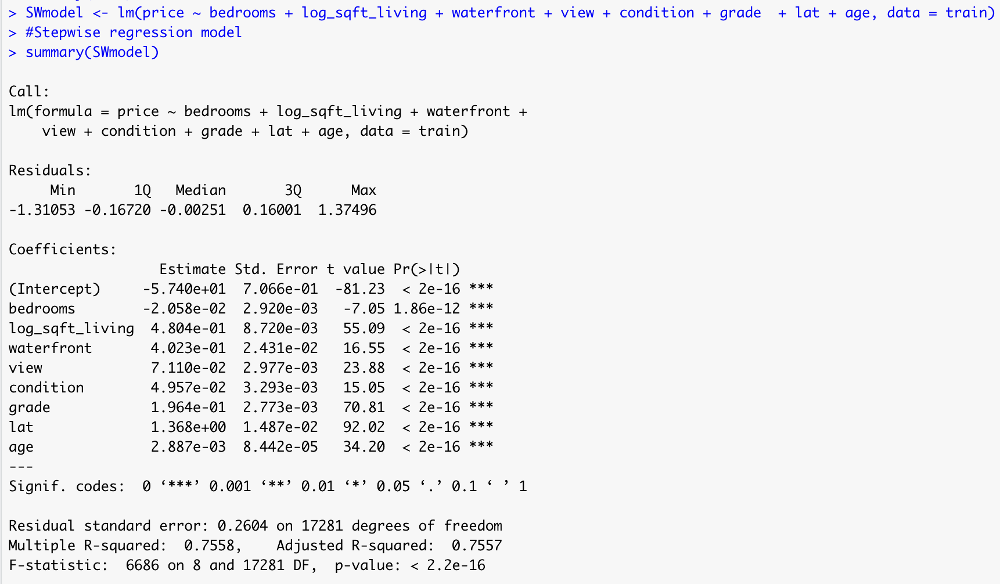 > SWmodel <- lm(price ~ bedrooms + log_sqft_living + waterfront + view + condition + grade  + lat + age, data = train)
> #Stepwise regression model
> summary(SWmodel)

Call:
lm(formula = price ~ bedrooms + log_sqft_living + waterfront +
    view + condition + grade + lat + age, data = train)

Residuals:
     Min       1Q   Median       3Q      Max
-1.31053 -0.16720 -0.00251  0.16001  1.37496

Coefficients:
                  Estimate Std. Error t value Pr(>|t|)
(Intercept)     -5.740e+01  7.066e-01  -81.23  < 2e-16 ***
bedrooms        -2.058e-02  2.920e-03   -7.05 1.86e-12 ***
log_sqft_living  4.804e-01  8.720e-03   55.09  < 2e-16 ***
waterfront       4.023e-01  2.431e-02   16.55  < 2e-16 ***
view             7.110e-02  2.977e-03   23.88  < 2e-16 ***
condition        4.957e-02  3.293e-03   15.05  < 2e-16 ***
grade            1.964e-01  2.773e-03   70.81  < 2e-16 ***
lat              1.368e+00  1.487e-02   92.02  < 2e-16 ***
age              2.887e-03  8.442e-05   34.20  < 2e-16 ***
---
Signif. codes:  0 ‘***’ 0.001 ‘**’ 0.01 ‘*’ 0.05 ‘.’ 0.1 ‘ ’ 1

Residual standard error: 0.2604 on 17281 degrees of freedom
Multiple R-squared:  0.7558,    Adjusted R-squared:  0.7557
F-statistic:  6686 on 8 and 17281 DF,  p-value: < 2.2e-16